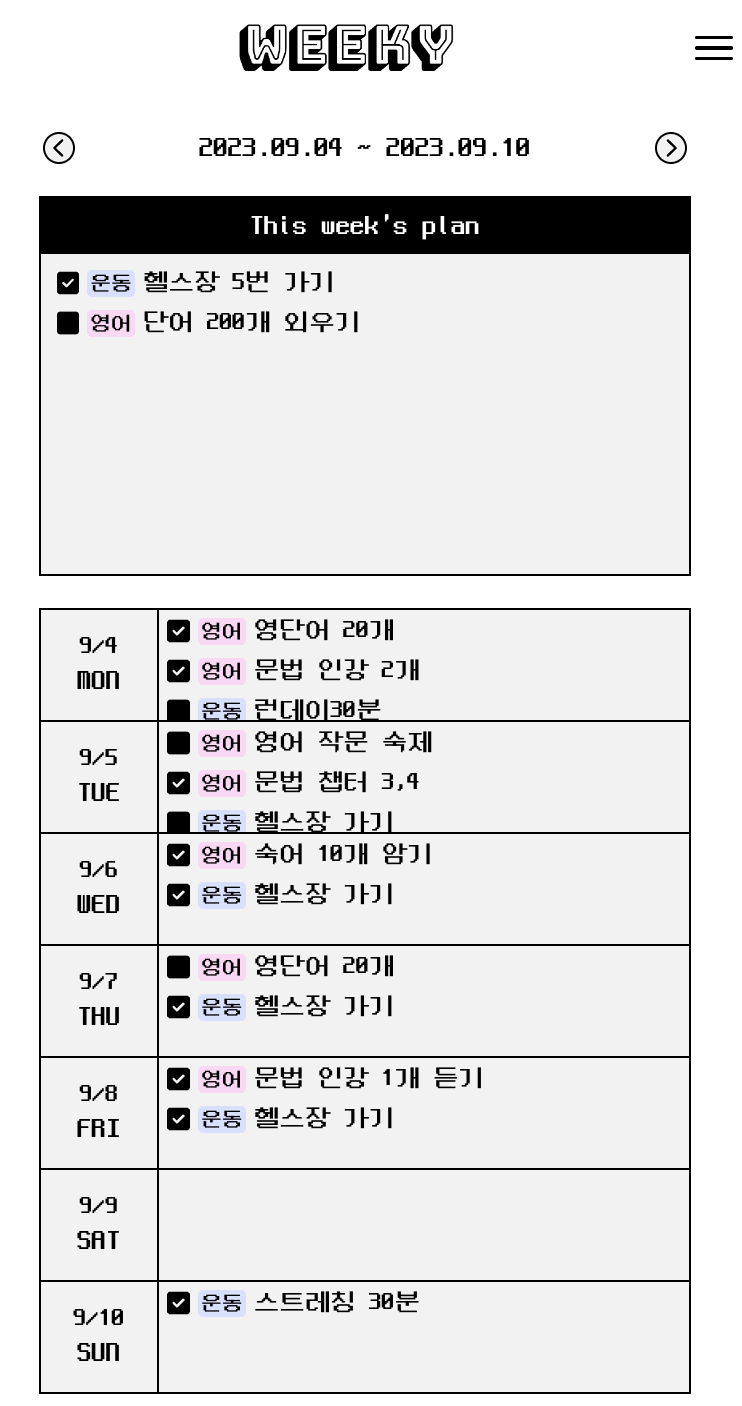 WEEKY
2023.09.04 ~ 2023.09.10
This week's plan
운동 헬스장 5번 가기
영어 단어 200개 외우기
9/4
MON
영어 영단어 20개
영어 문법 인강 2개
운동 런데이30분
9/5
TUE
영어 영어 작문 숙제
영어 문법 챕터 3,4
운동 헬스장 가기
9/6
WED
영어 숙어 10개 암기
운동 헬스장 가기
9/7
THU
영어 영단어 20개
운동 헬스장 가기
9/8
FRI
영어 문법 인강 1개 듣기
운동 헬스장 가기
9/9
SAT
9/10
SUN
운동 스트레칭 30분